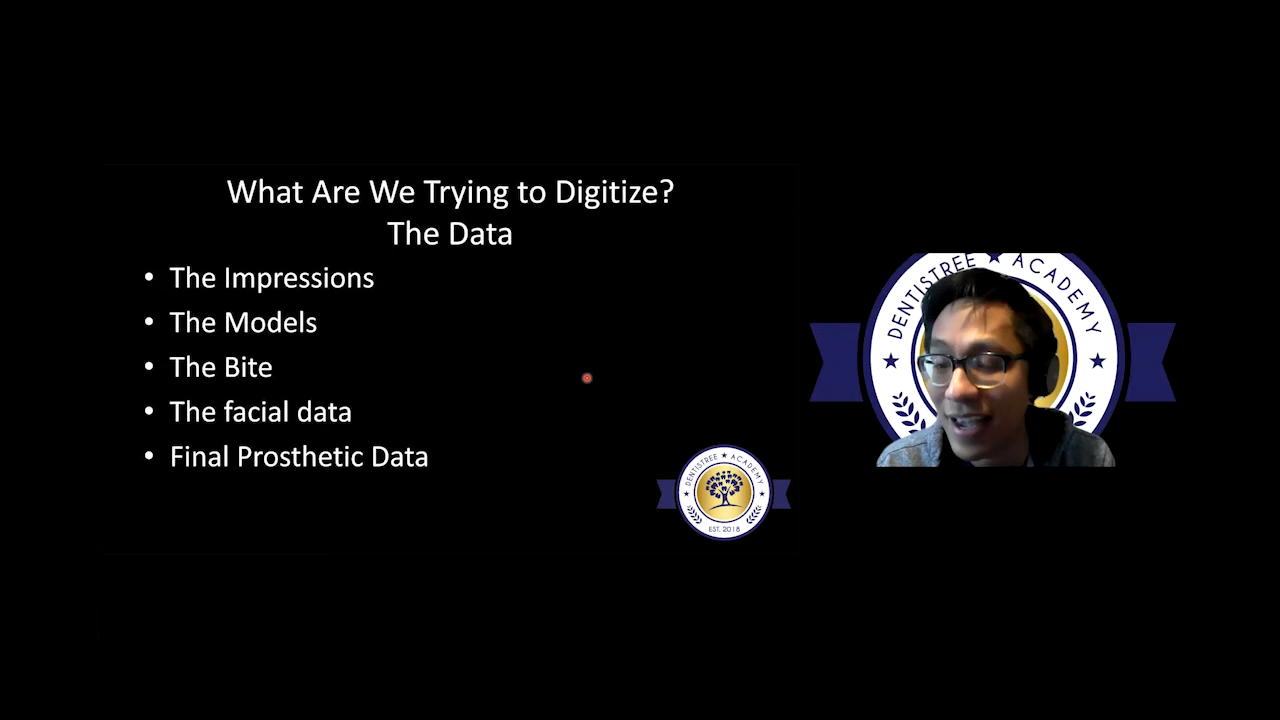 What Are We Trying to Digitize?
The Data
• The Impressions
• The Models
• The Bite
• The facial data
• Final Prosthetic Data
DENTISTREE ★ ACADEMY
EST. 2018
DENTISTREE ★ ACADEMY